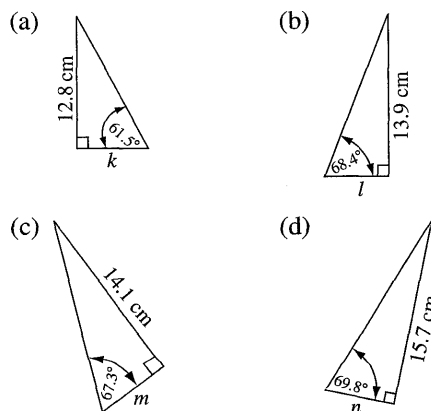 (a)
12.8 cm
61.5°
k
(b)
13.9 cm
68.4°
l
(c)
14.1 cm
67.3°
m
(d)
15.7 cm
69.8°
n